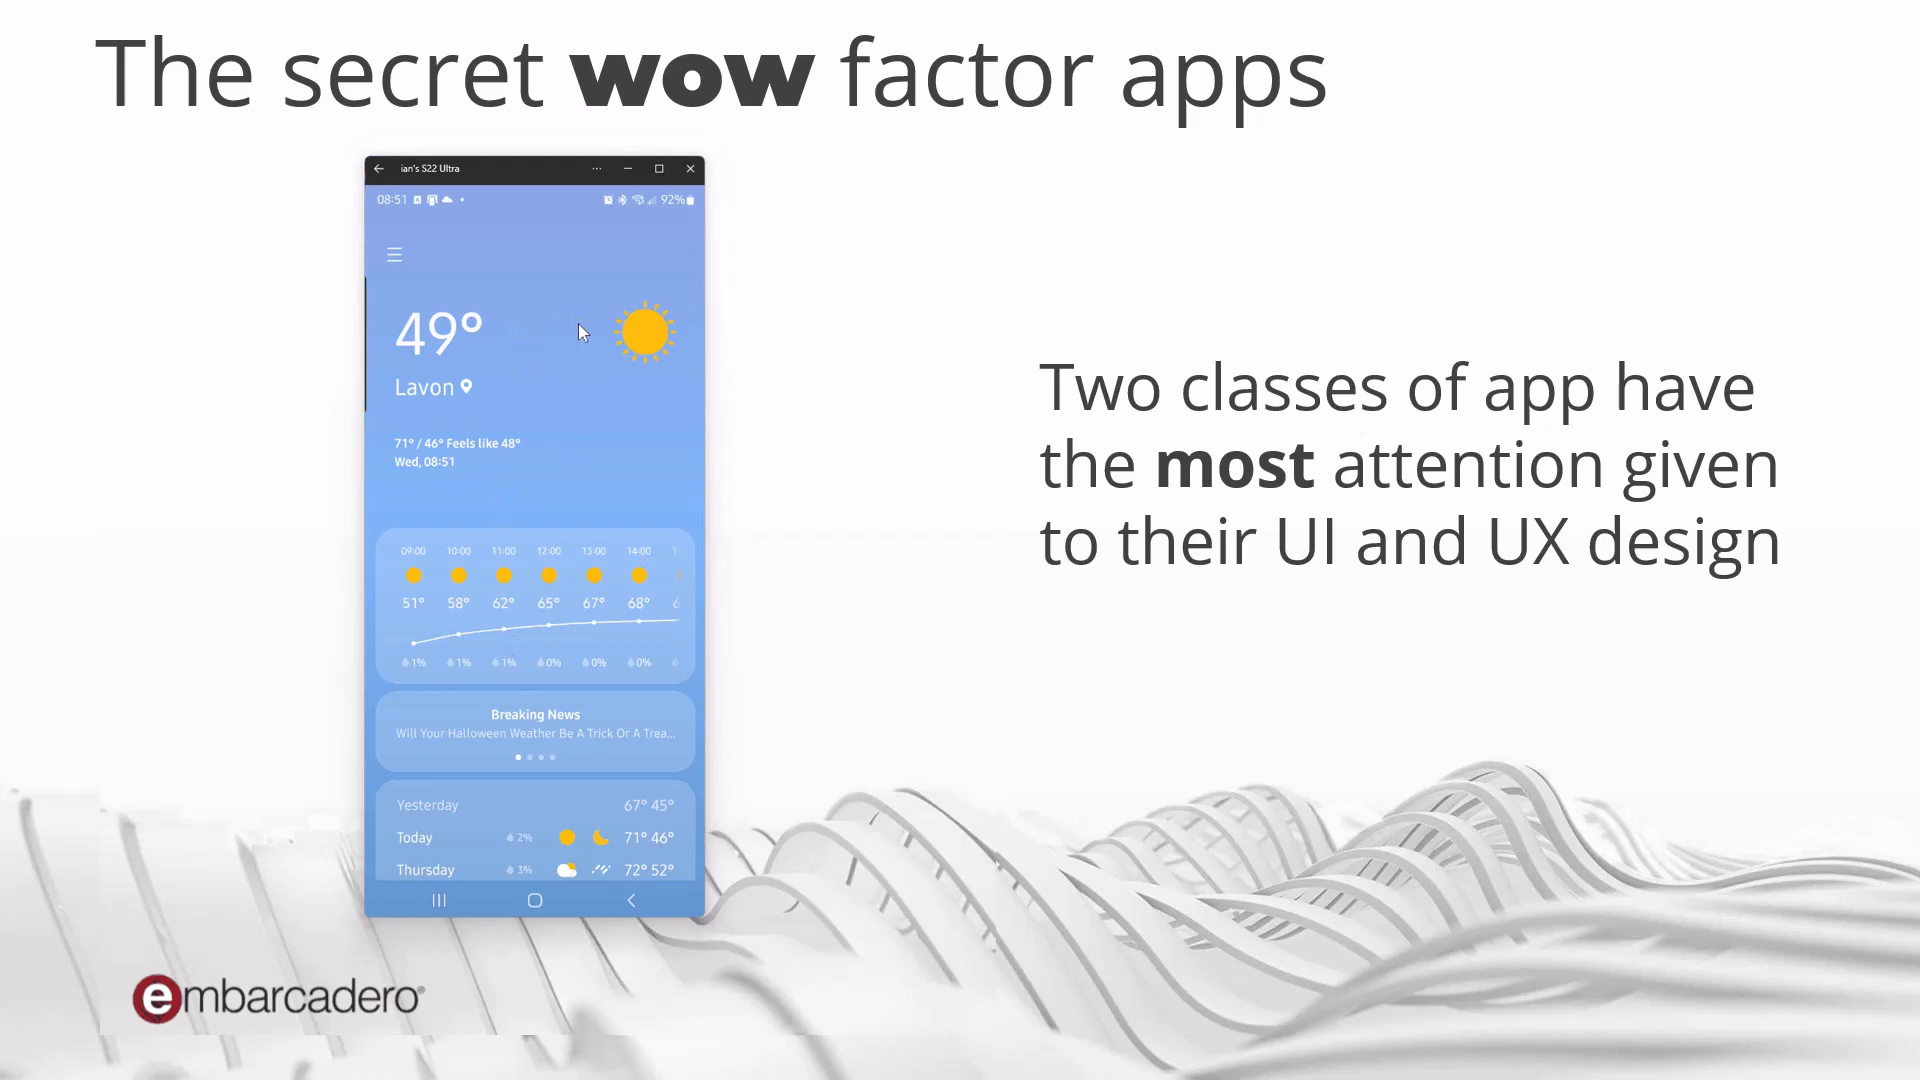 The secret wow factor apps
ian's S22 Ultra
08:51
92%
49°
Lavon
71° / 46° Feels like 48°
Wed, 08:51
09:00 10:00 11:00 12:00 13:00 14:00
51° 58° 62° 65° 67° 68°
1% 1% 1% 0% 0% 0%
Breaking News
Will Your Halloween Weather Be A Trick Or A Trea...
Yesterday 67° 45°
Today 2% 71° 46°
Thursday 3% 72° 52°
Two classes of app have
the most attention given
to their UI and UX design
embarcadero®